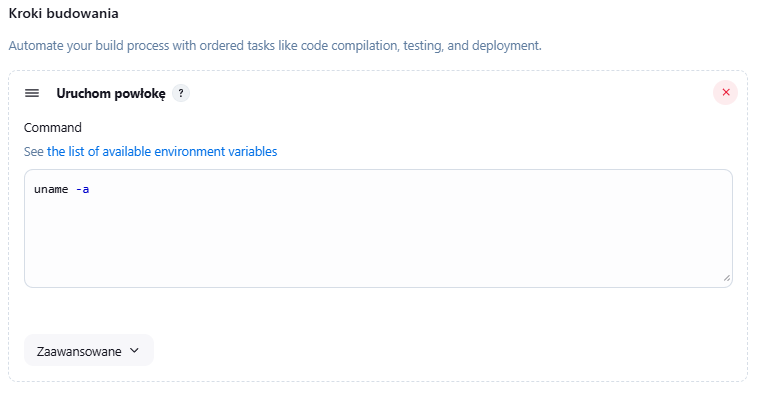 Kroki budowania
Automate your build process with ordered tasks like code compilation, testing, and deployment.
Uruchom powłokę ?
Command
See the list of available environment variables
uname -a
Zaawansowane